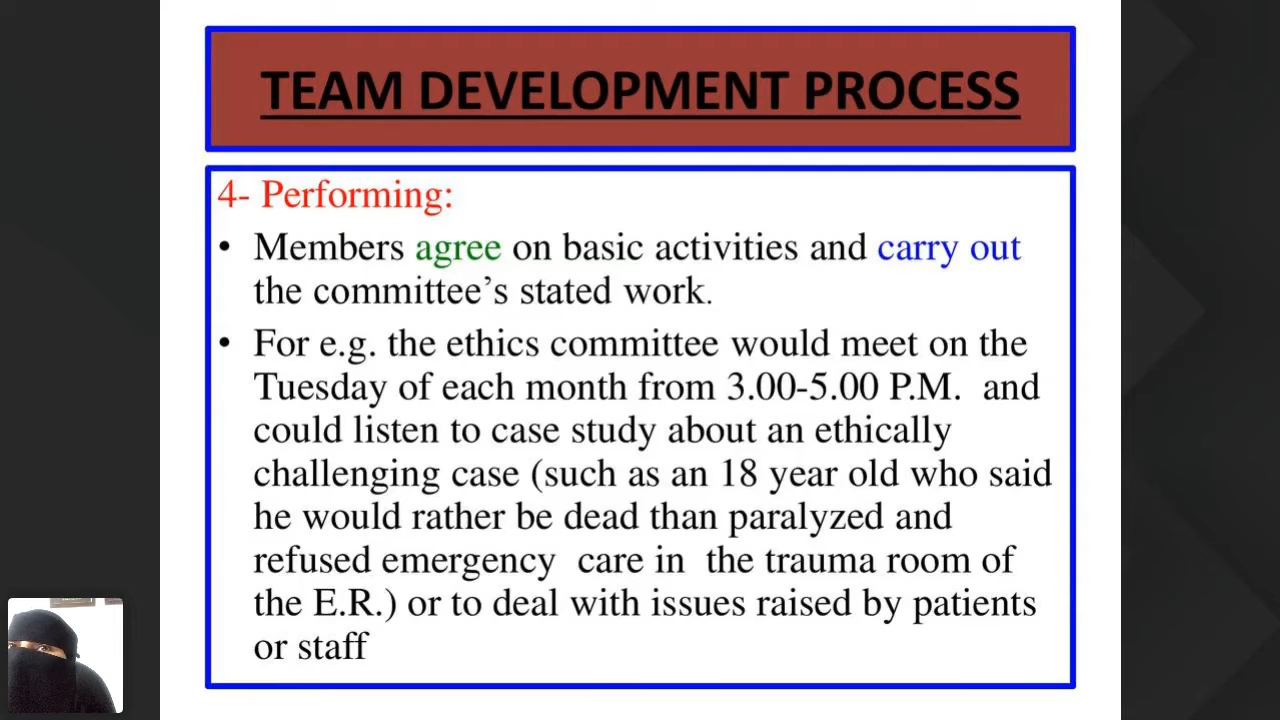 TEAM DEVELOPMENT PROCESS
4- Performing:
• Members agree on basic activities and carry out
the committee's stated work.
• For e.g. the ethics committee would meet on the
Tuesday of each month from 3.00-5.00 P.M. and
could listen to case study about an ethically
challenging case (such as an 18 year old who said
he would rather be dead than paralyzed and
refused emergency care in the trauma room of
the E.R.) or to deal with issues raised by patients
or staff